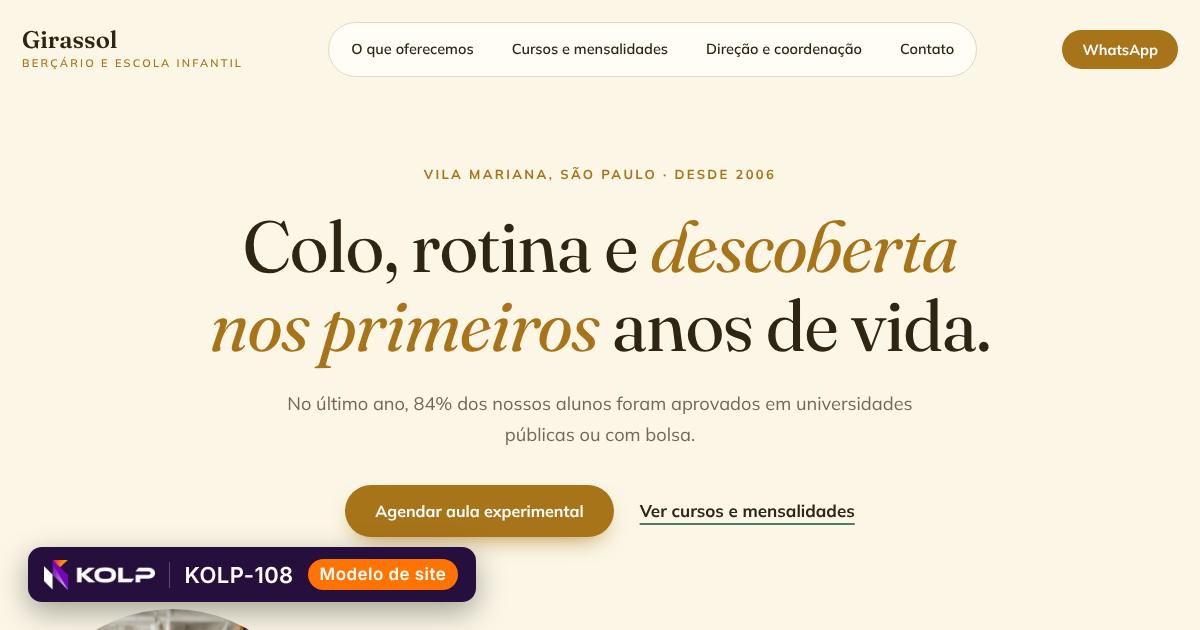 Girassol
BERÇÁRIO E ESCOLA INFANTIL
O que oferecemos
Cursos e mensalidades
Direção e coordenação
Contato
WhatsApp
VILA MARIANA, SÃO PAULO · DESDE 2006
Colo, rotina e descoberta
nos primeiros anos de vida.
No último ano, 84% dos nossos alunos foram aprovados em universidades
públicas ou com bolsa.
Agendar aula experimental
Ver cursos e mensalidades
KOLP
KOLP-108
Modelo de site